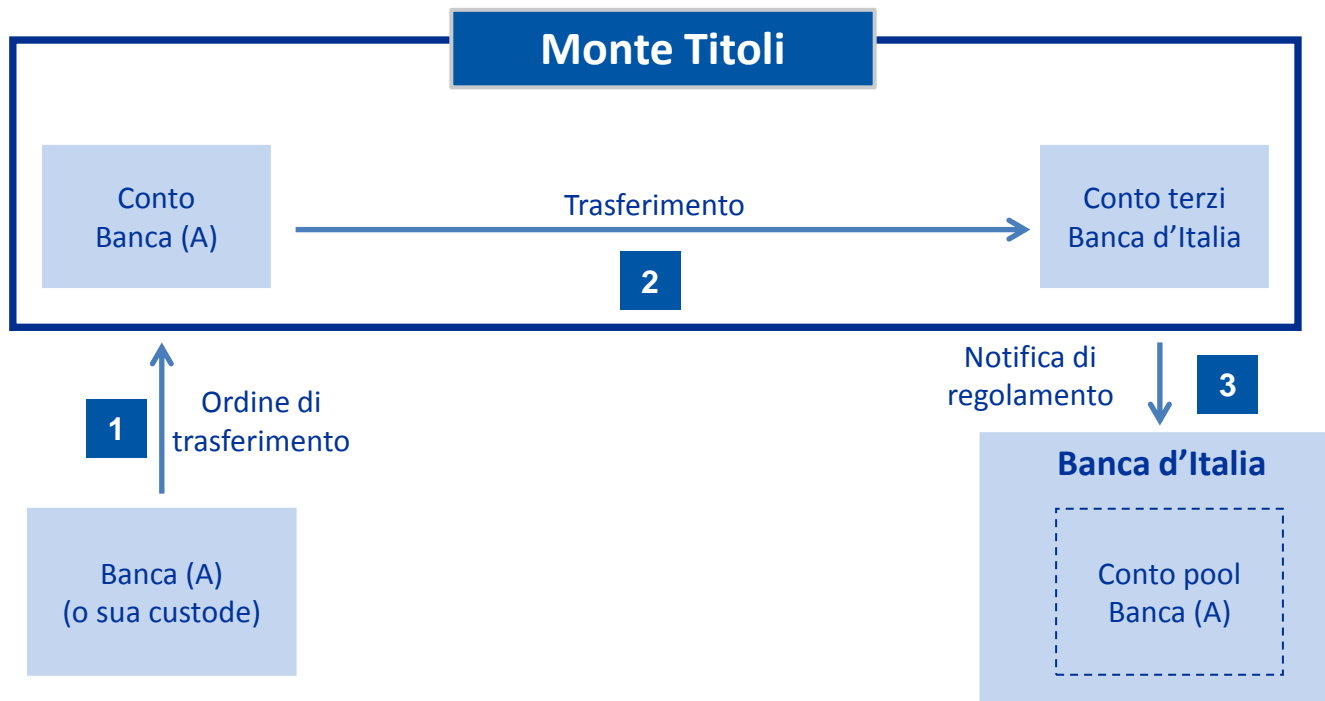 Monte Titoli
Conto
Banca (A)
Trasferimento
2
Conto terzi
Banca d’Italia
1
Ordine di
trasferimento
Notifica di
regolamento
3
Banca (A)
(o sua custode)
Banca d’Italia
Conto pool
Banca (A)